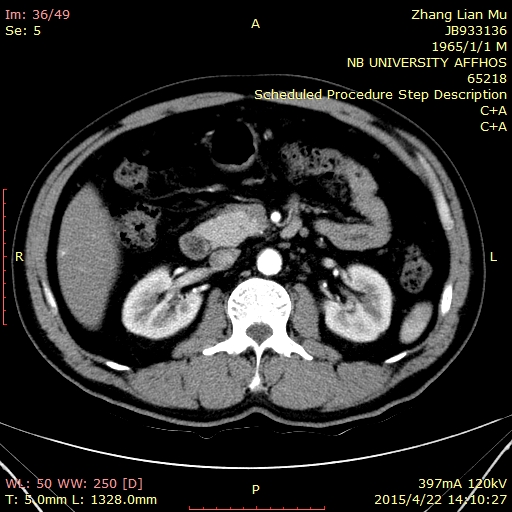 Im: 36/49
Se: 5
A
Zhang Lian Mu
JB933136
1965/1/1 M
NB UNIVERSITY AFFHOS
65218
Scheduled Procedure Step Description
C+A
C+A
R
L
WL: 50 WW: 250 [D]
T: 5.0mm L: 1328.0mm
P
397mA 120kV
2015/4/22 14:10:27